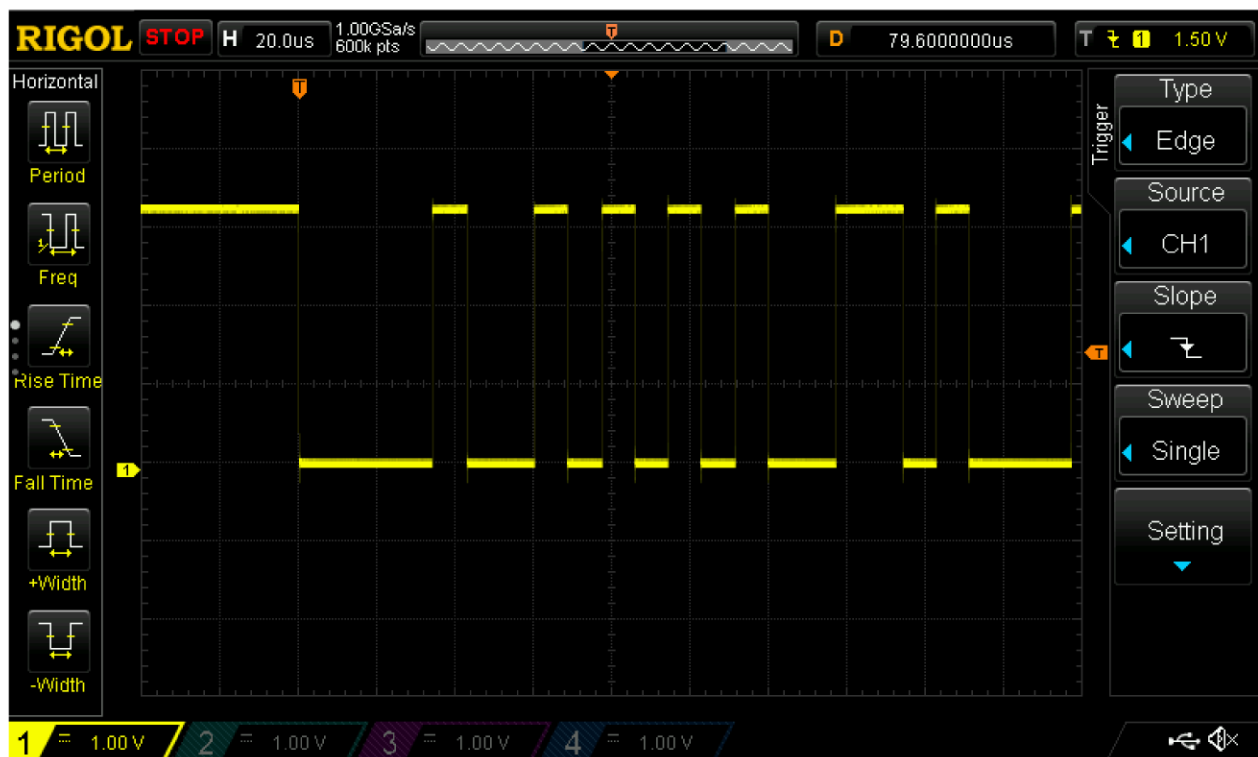 RIGOL STOP H 20.0us 1.00GSa/s
600k pts
T
D 79.6000000us T 1 1.50 V
Horizontal
Period
Freq
Rise Time
Fall Time
+Width
-Width
T
T
1
Trigger
Type
Edge
Source
CH1
Slope
Sweep
Single
Setting
1 1.00 V 2 1.00 V 3 1.00 V 4 1.00 V